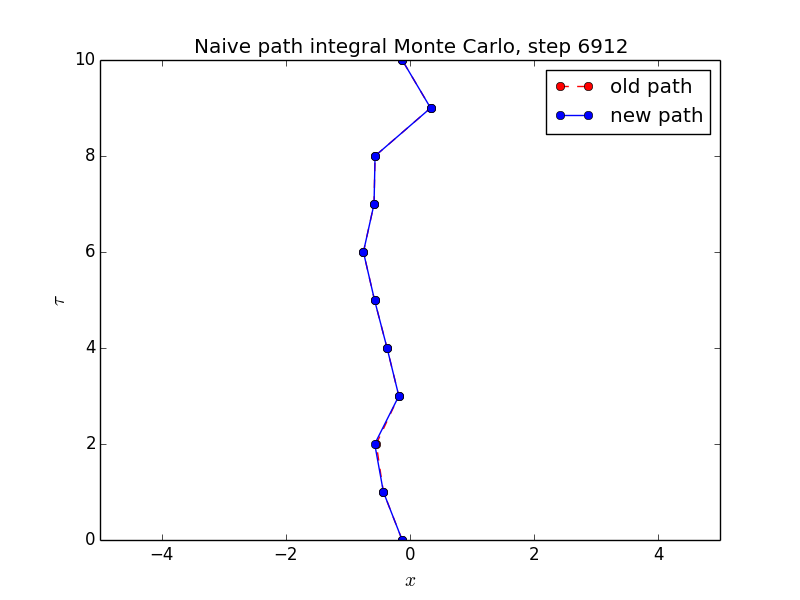 Naive path integral Monte Carlo, step 6912
old path
new path
10
8
6
4
2
0
τ
−4 −2 0 2 4
x